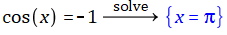 cos(x) = -1 solve → {x = π}